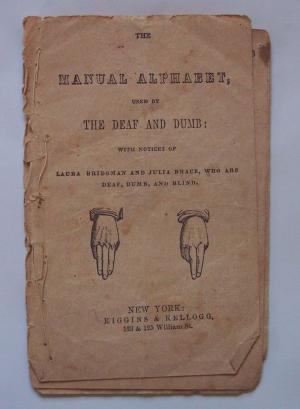 THE
MANUAL ALPHABET,
USED BY
THE DEAF AND DUMB:
WITH NOTICES OF
LAURA BRIDGMAN AND JULIA BRACE, WHO ARE
DEAF, DUMB, AND BLIND.
NEW YORK:
KIGGINS & KELLOGG,
123 & 125 William St.